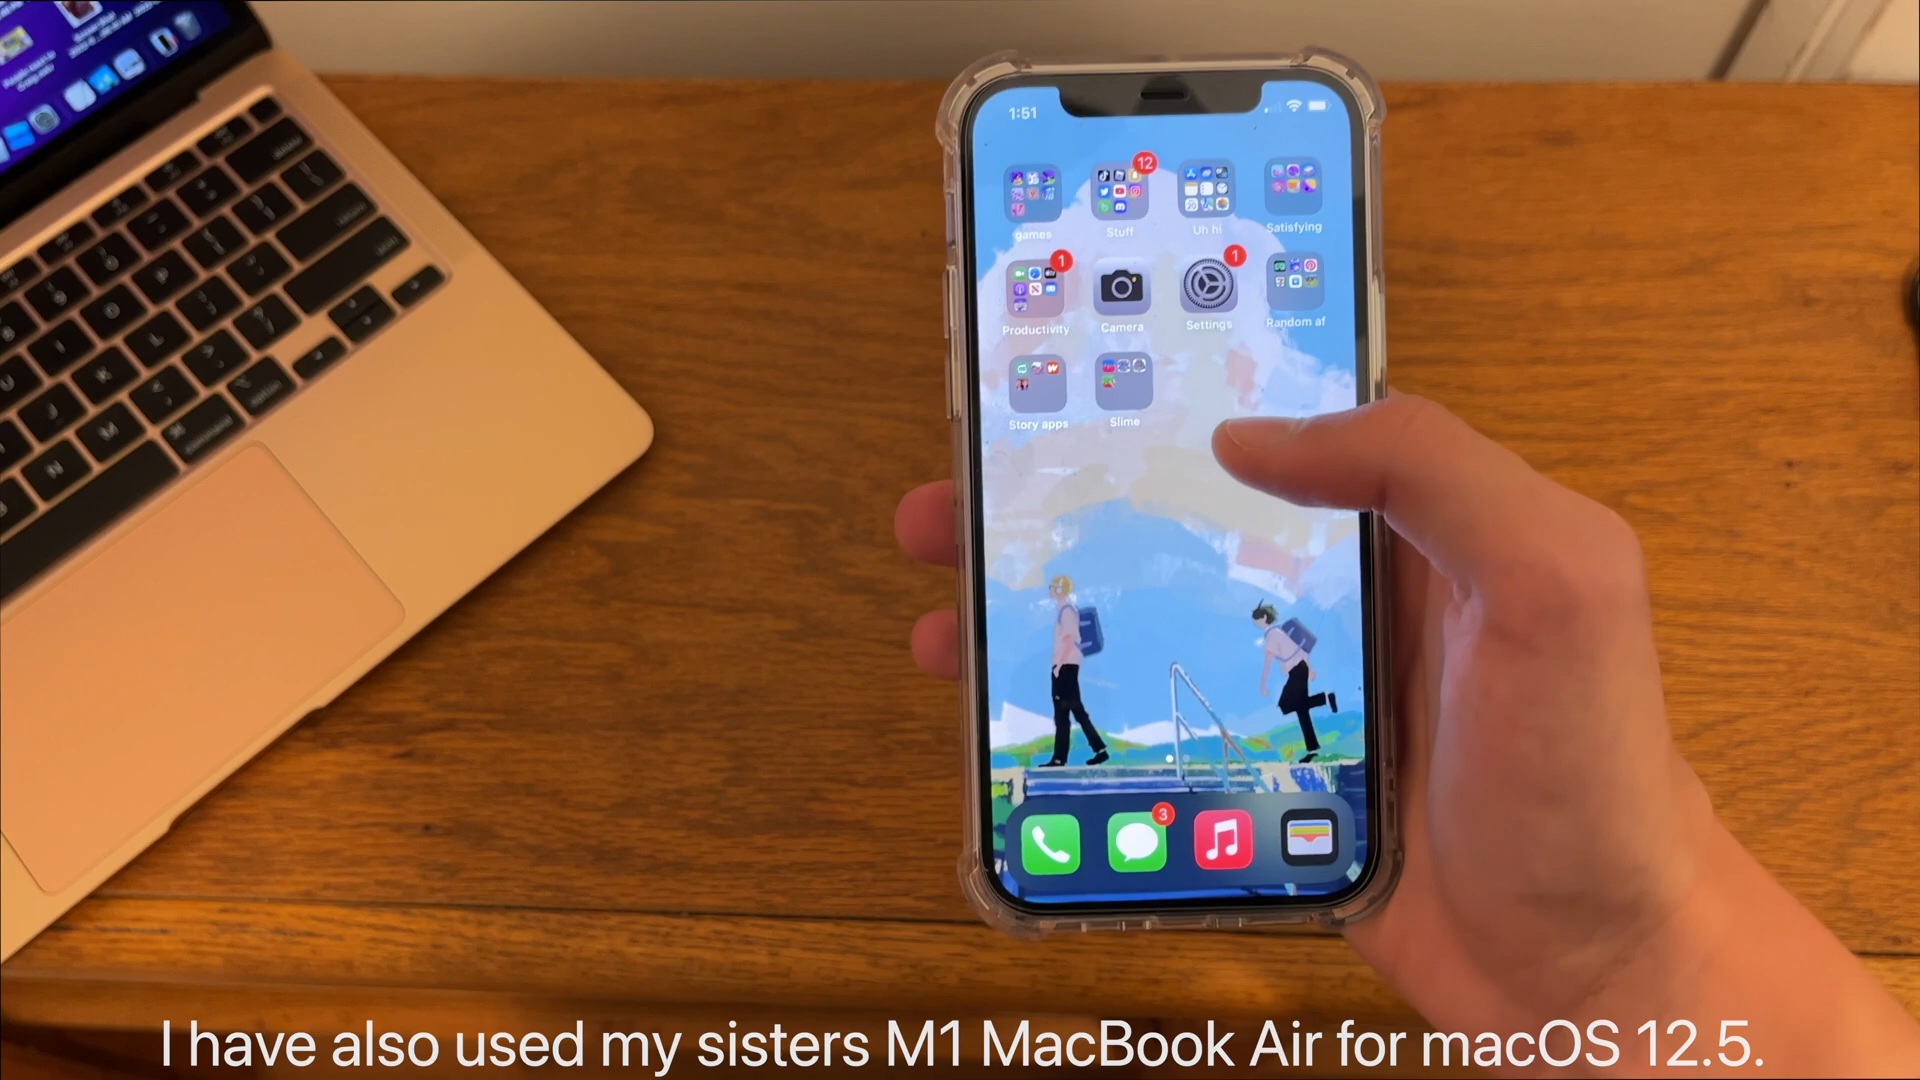 1:51
12
games
Stuff
Uh hi
Satisfying
1
1
Productivity
Camera
Settings
Random af
Story apps
Slime
3
I have also used my sisters M1 MacBook Air for macOS 12.5.